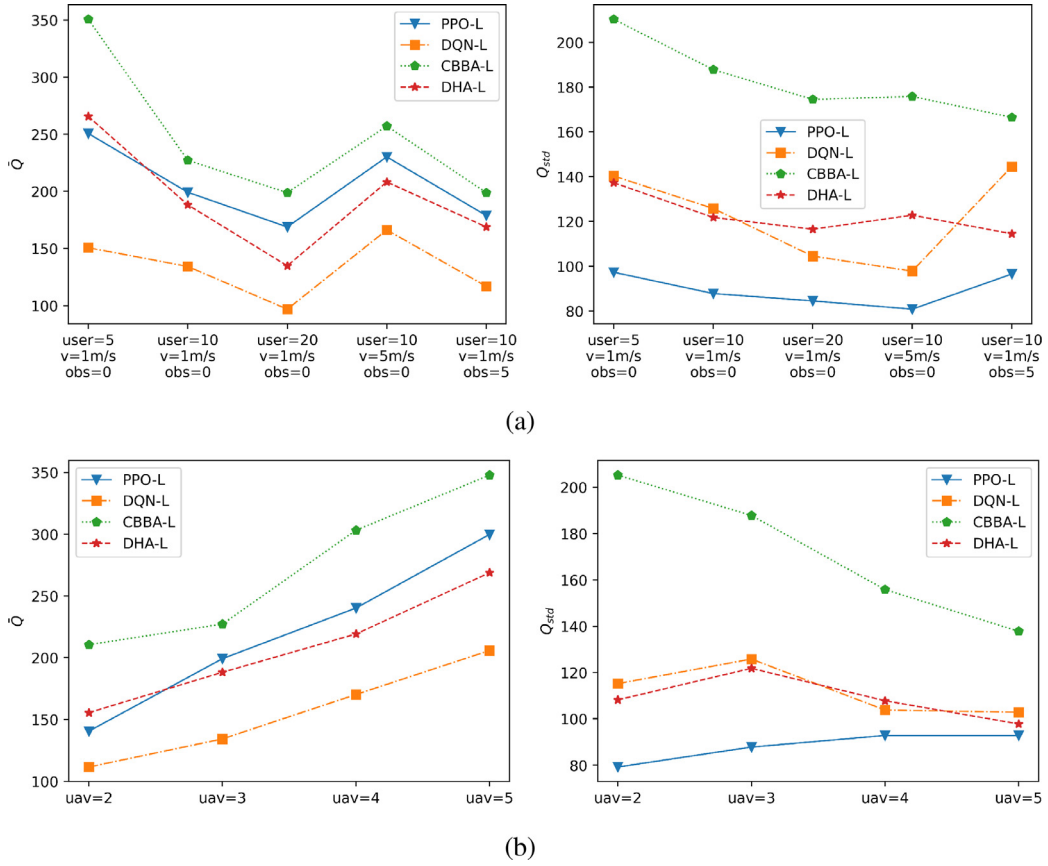 350
300
250
200
150
100
Q̄
PPO-L
DQN-L
CBBA-L
DHA-L
user=5 user=10 user=20 user=10 user=10
v=1m/s v=1m/s v=1m/s v=5m/s v=1m/s
obs=0 obs=0 obs=0 obs=0 obs=5
200
180
160
140
120
100
80
Qstd
PPO-L
DQN-L
CBBA-L
DHA-L
user=5 user=10 user=20 user=10 user=10
v=1m/s v=1m/s v=1m/s v=5m/s v=1m/s
obs=0 obs=0 obs=0 obs=0 obs=5
(a)
350
300
250
200
150
100
Q̄
PPO-L
DQN-L
CBBA-L
DHA-L
uav=2 uav=3 uav=4 uav=5
200
180
160
140
120
100
80
Qstd
PPO-L
DQN-L
CBBA-L
DHA-L
uav=2 uav=3 uav=4 uav=5
(b)